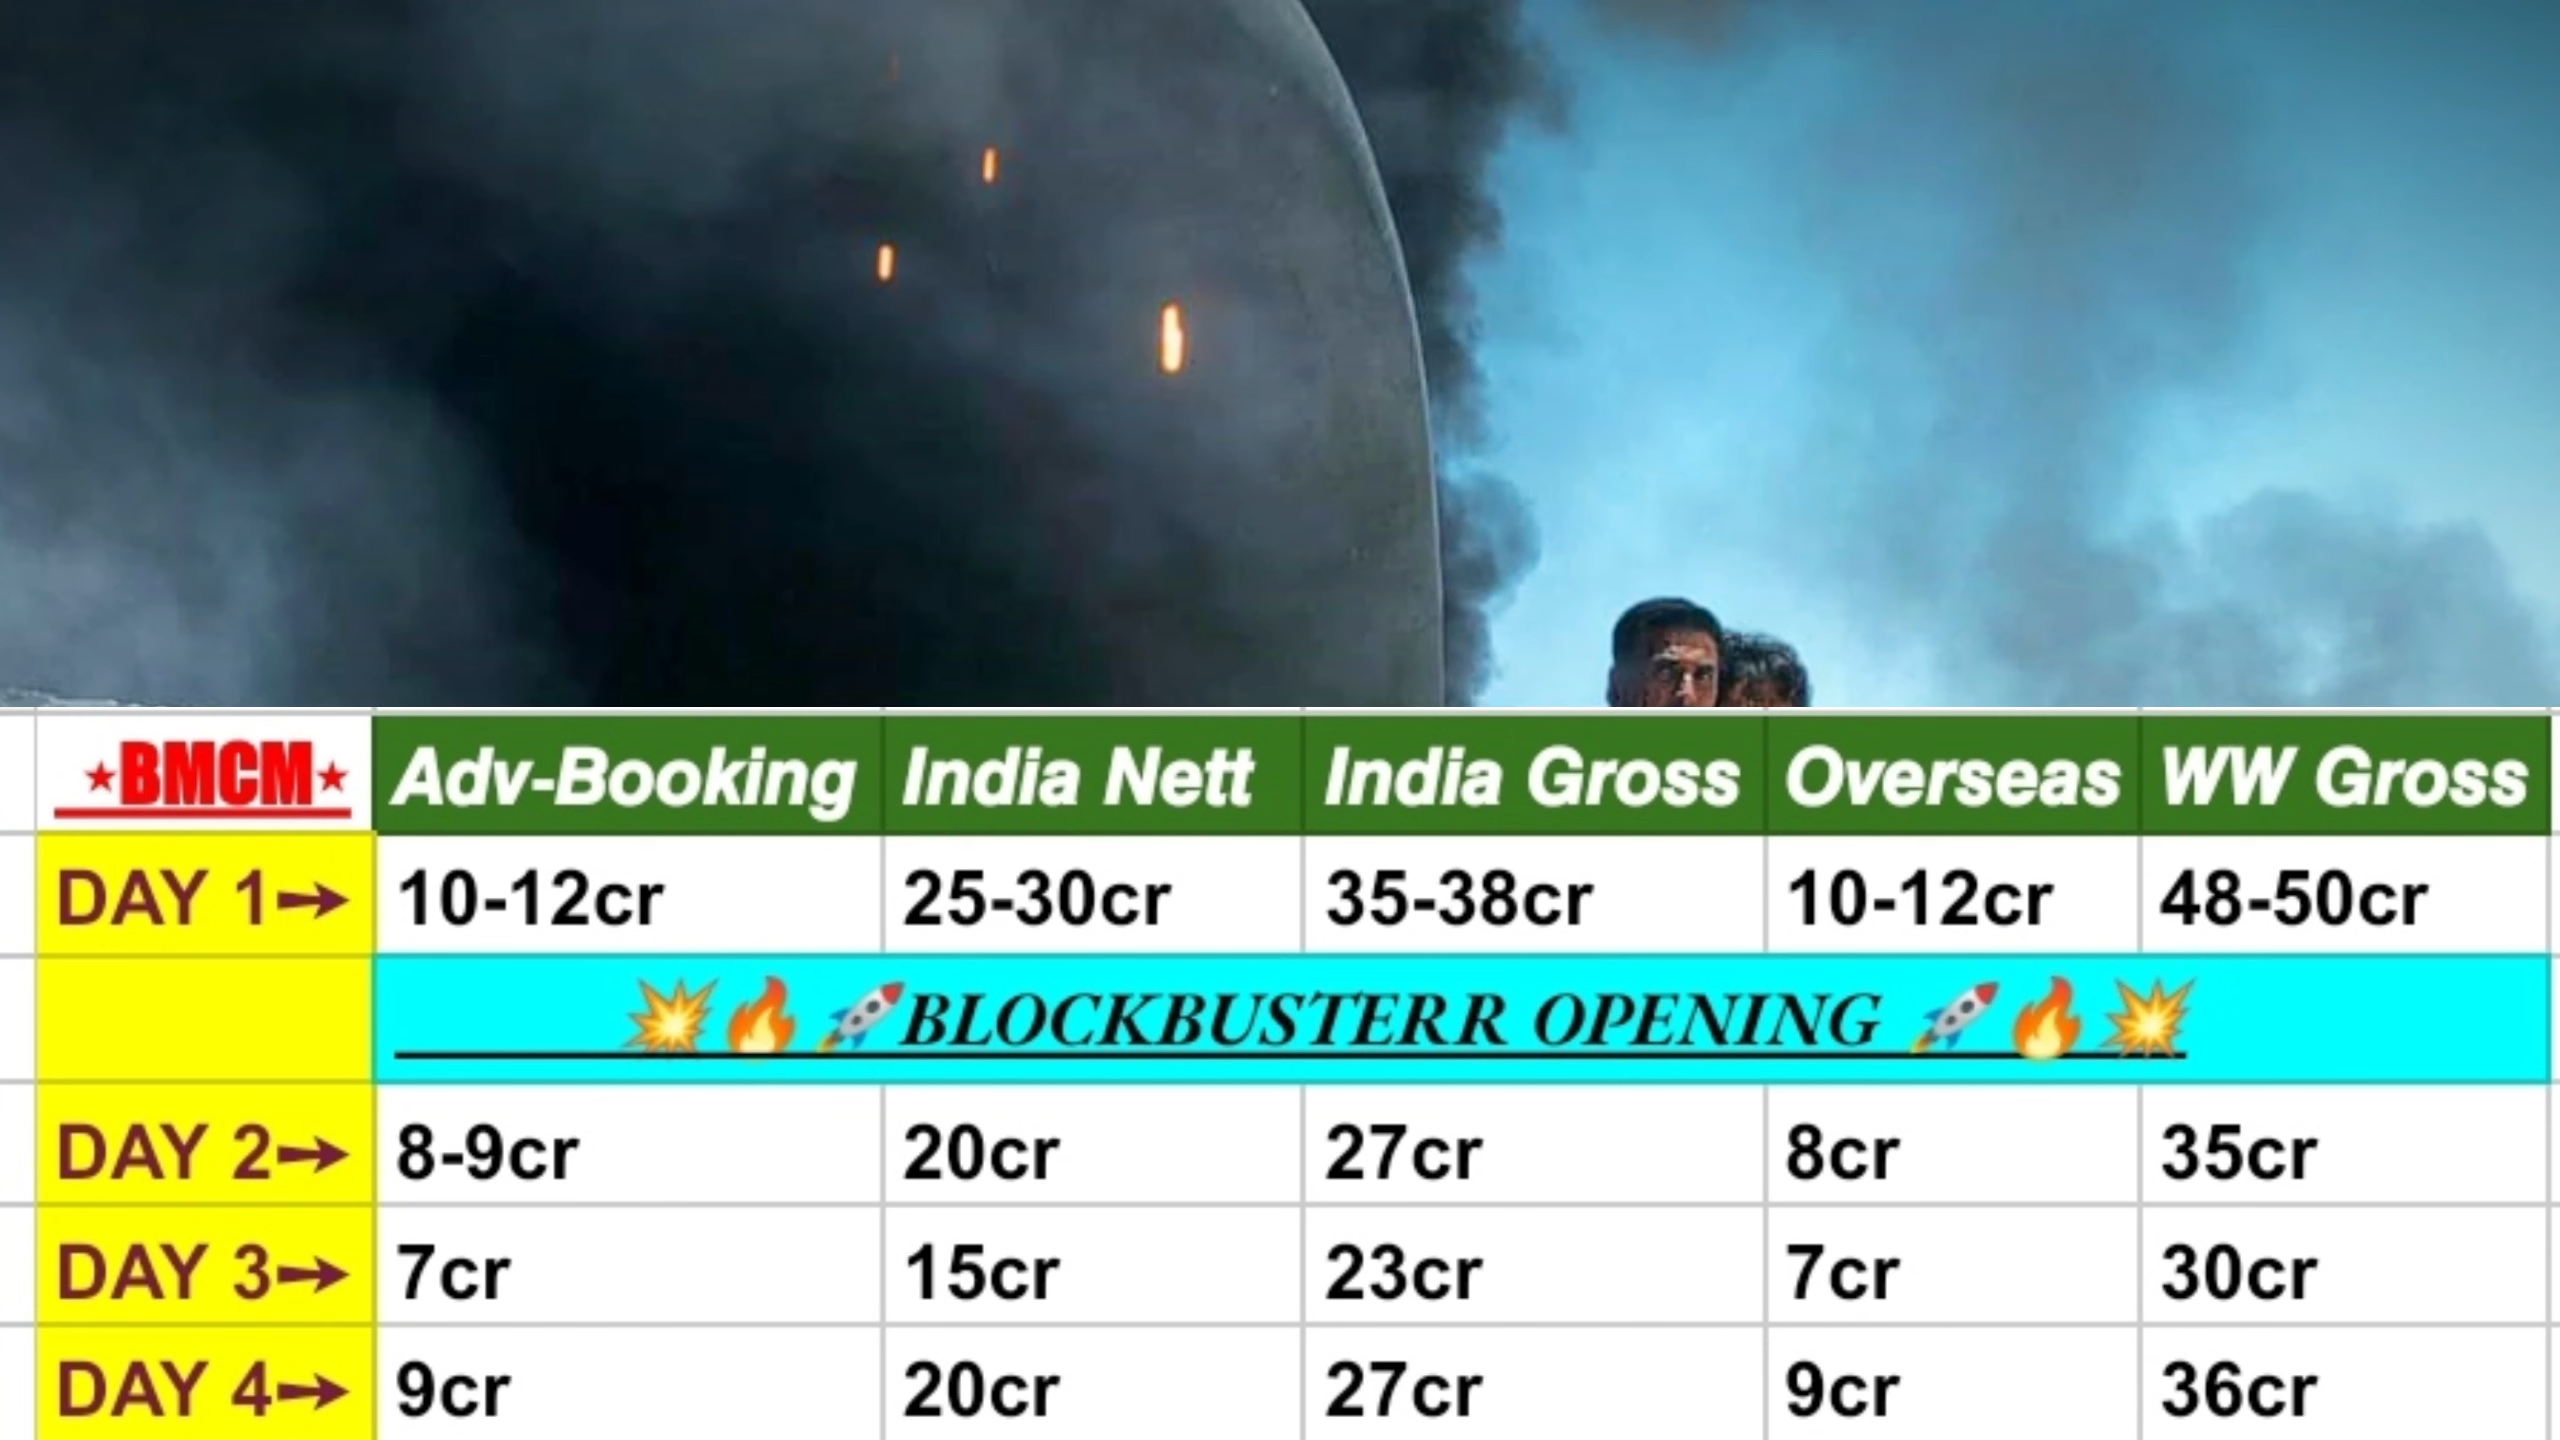 ★BMCM★ Adv-Booking India Nett India Gross Overseas WW Gross
DAY 1→ 10-12cr 25-30cr 35-38cr 10-12cr 48-50cr
💥🔥🚀BLOCKBUSTERR OPENING 🚀🔥💥
DAY 2→ 8-9cr 20cr 27cr 8cr 35cr
DAY 3→ 7cr 15cr 23cr 7cr 30cr
DAY 4→ 9cr 20cr 27cr 9cr 36cr